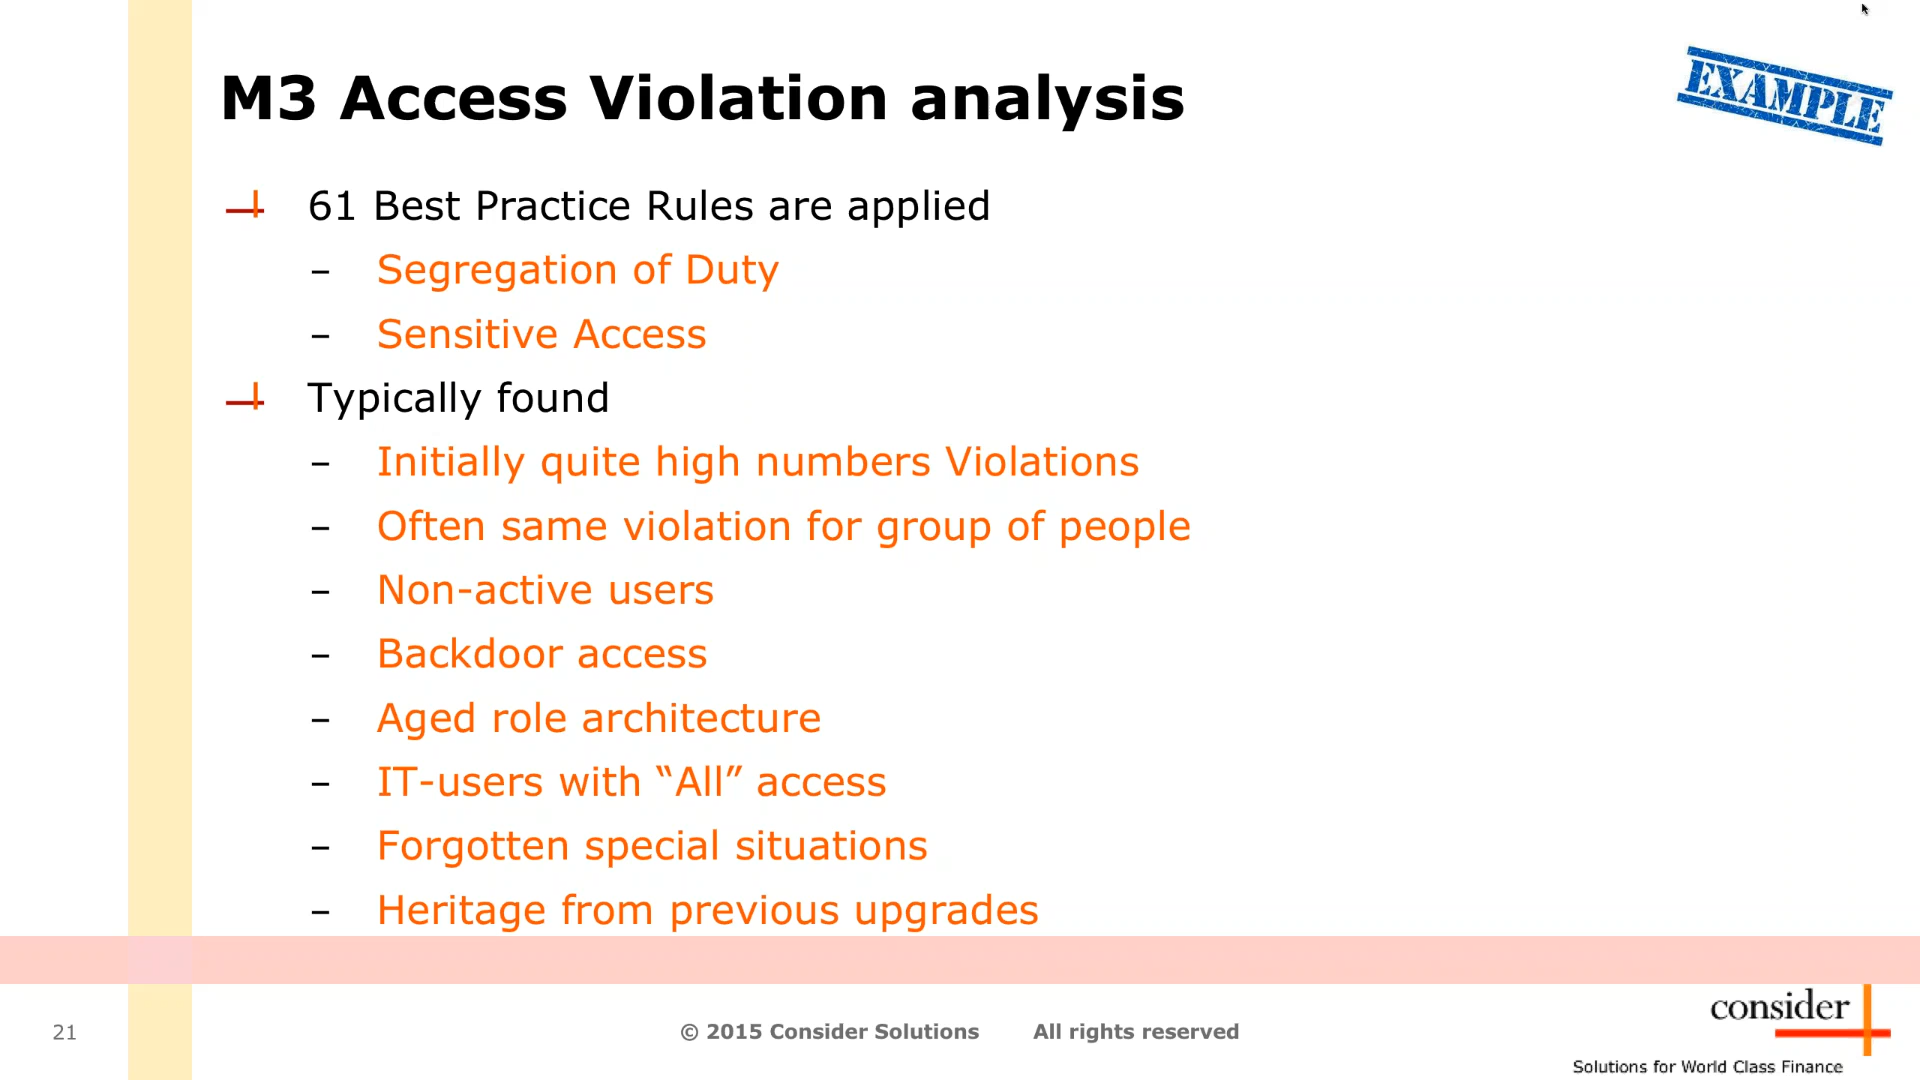 M3 Access Violation analysis
EXAMPLE
61 Best Practice Rules are applied
– Segregation of Duty
– Sensitive Access
Typically found
– Initially quite high numbers Violations
– Often same violation for group of people
– Non-active users
– Backdoor access
– Aged role architecture
– IT-users with “All” access
– Forgotten special situations
– Heritage from previous upgrades
21
© 2015 Consider Solutions All rights reserved
consider
Solutions for World Class Finance